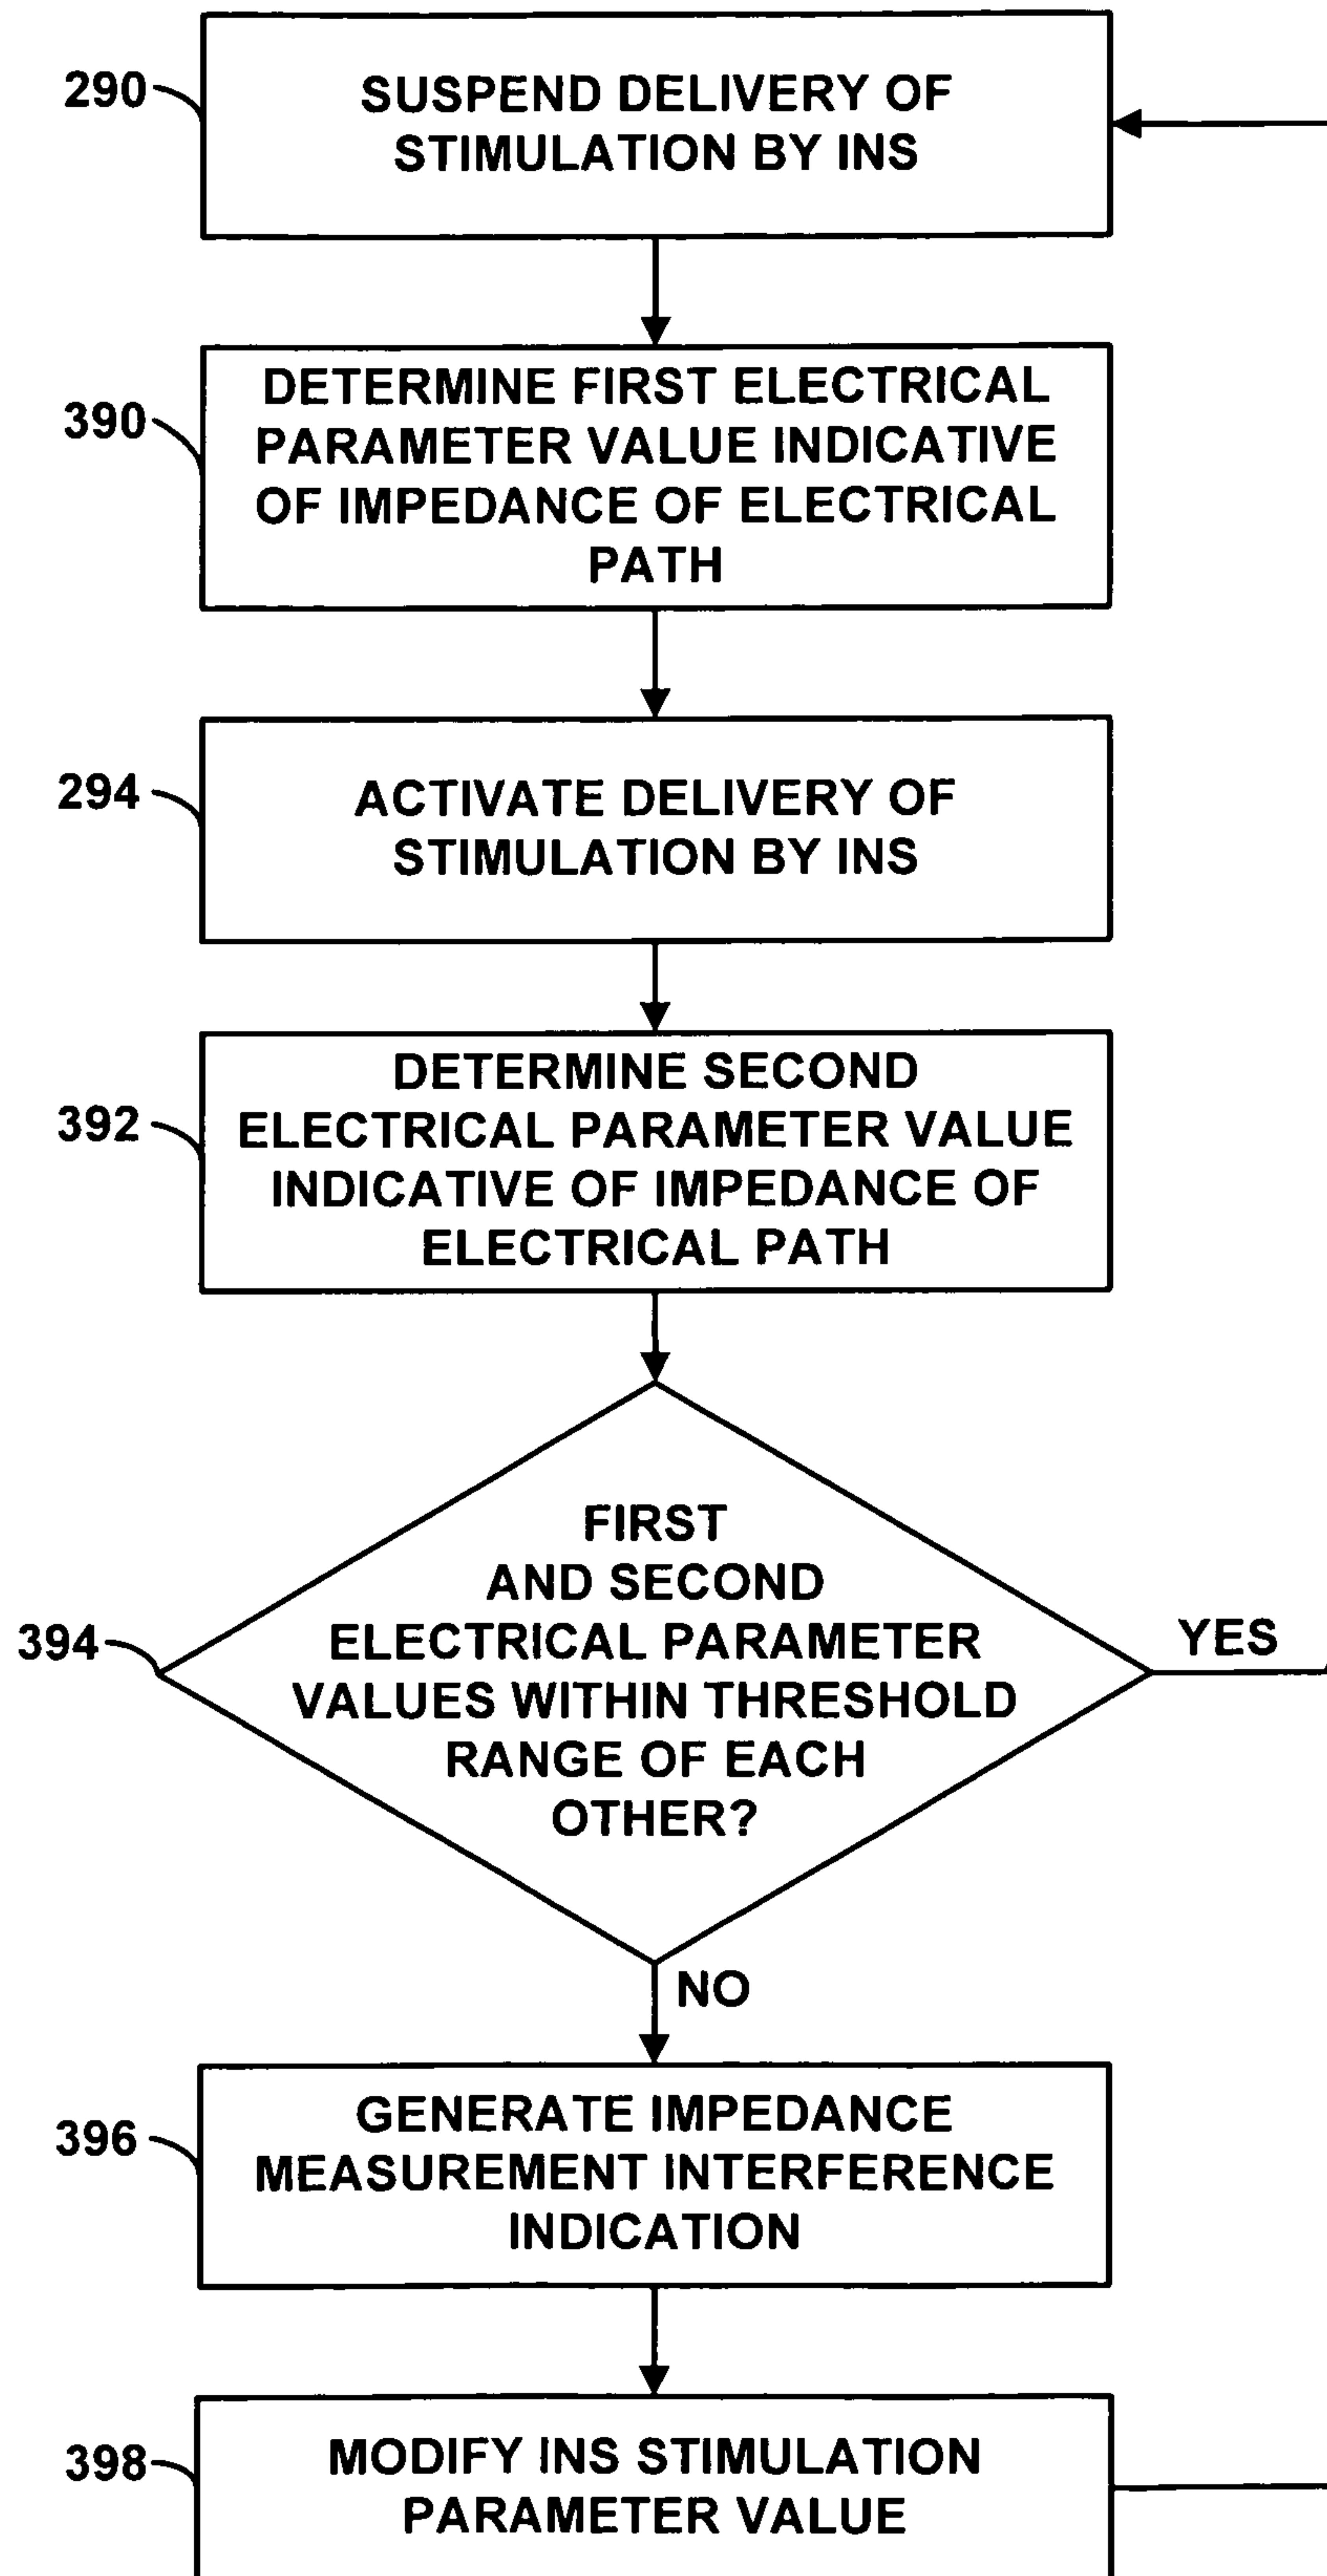 290
SUSPEND DELIVERY OF
STIMULATION BY INS
390
DETERMINE FIRST ELECTRICAL
PARAMETER VALUE INDICATIVE
OF IMPEDANCE OF ELECTRICAL
PATH
294
ACTIVATE DELIVERY OF
STIMULATION BY INS
392
DETERMINE SECOND
ELECTRICAL PARAMETER VALUE
INDICATIVE OF IMPEDANCE OF
ELECTRICAL PATH
394
FIRST
AND SECOND
ELECTRICAL PARAMETER
VALUES WITHIN THRESHOLD
RANGE OF EACH
OTHER?
YES
NO
396
GENERATE IMPEDANCE
MEASUREMENT INTERFERENCE
INDICATION
398
MODIFY INS STIMULATION
PARAMETER VALUE